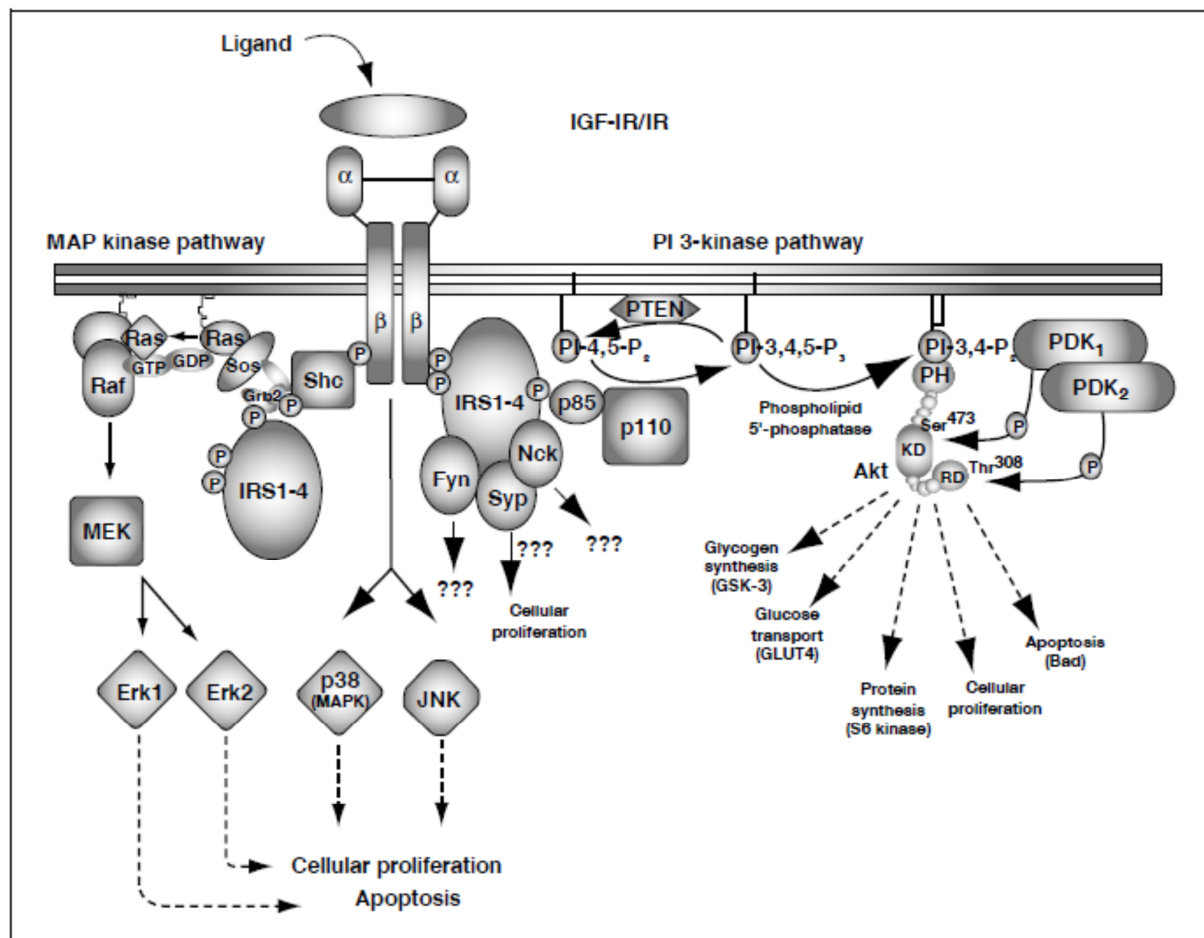 Ligand
IGF-IR/IR
α
α
MAP kinase pathway
PI 3-kinase pathway
β
β
PTEN
Ras
Ras
GTP
GDP
Sos
Raf
Grb2
Shc
P
P
P
P
P
IRS1-4
MEK
Erk1
Erk2
P
P
P
IRS1-4
p85
p110
Nck
Fyn
Syp
???
???
???
Cellular
proliferation
p38
(MAPK)
JNK
Cellular proliferation
Apoptosis
PI-4,5-P2
PI-3,4,5-P3
PI-3,4-P2
Phospholipid
5'-phosphatase
PH
PDK1
PDK2
P
P
Ser473
KD
Akt
RD
Thr308
Glycogen
synthesis
(GSK-3)
Glucose
transport
(GLUT4)
Protein
synthesis
(S6 kinase)
Cellular
proliferation
Apoptosis
(Bad)